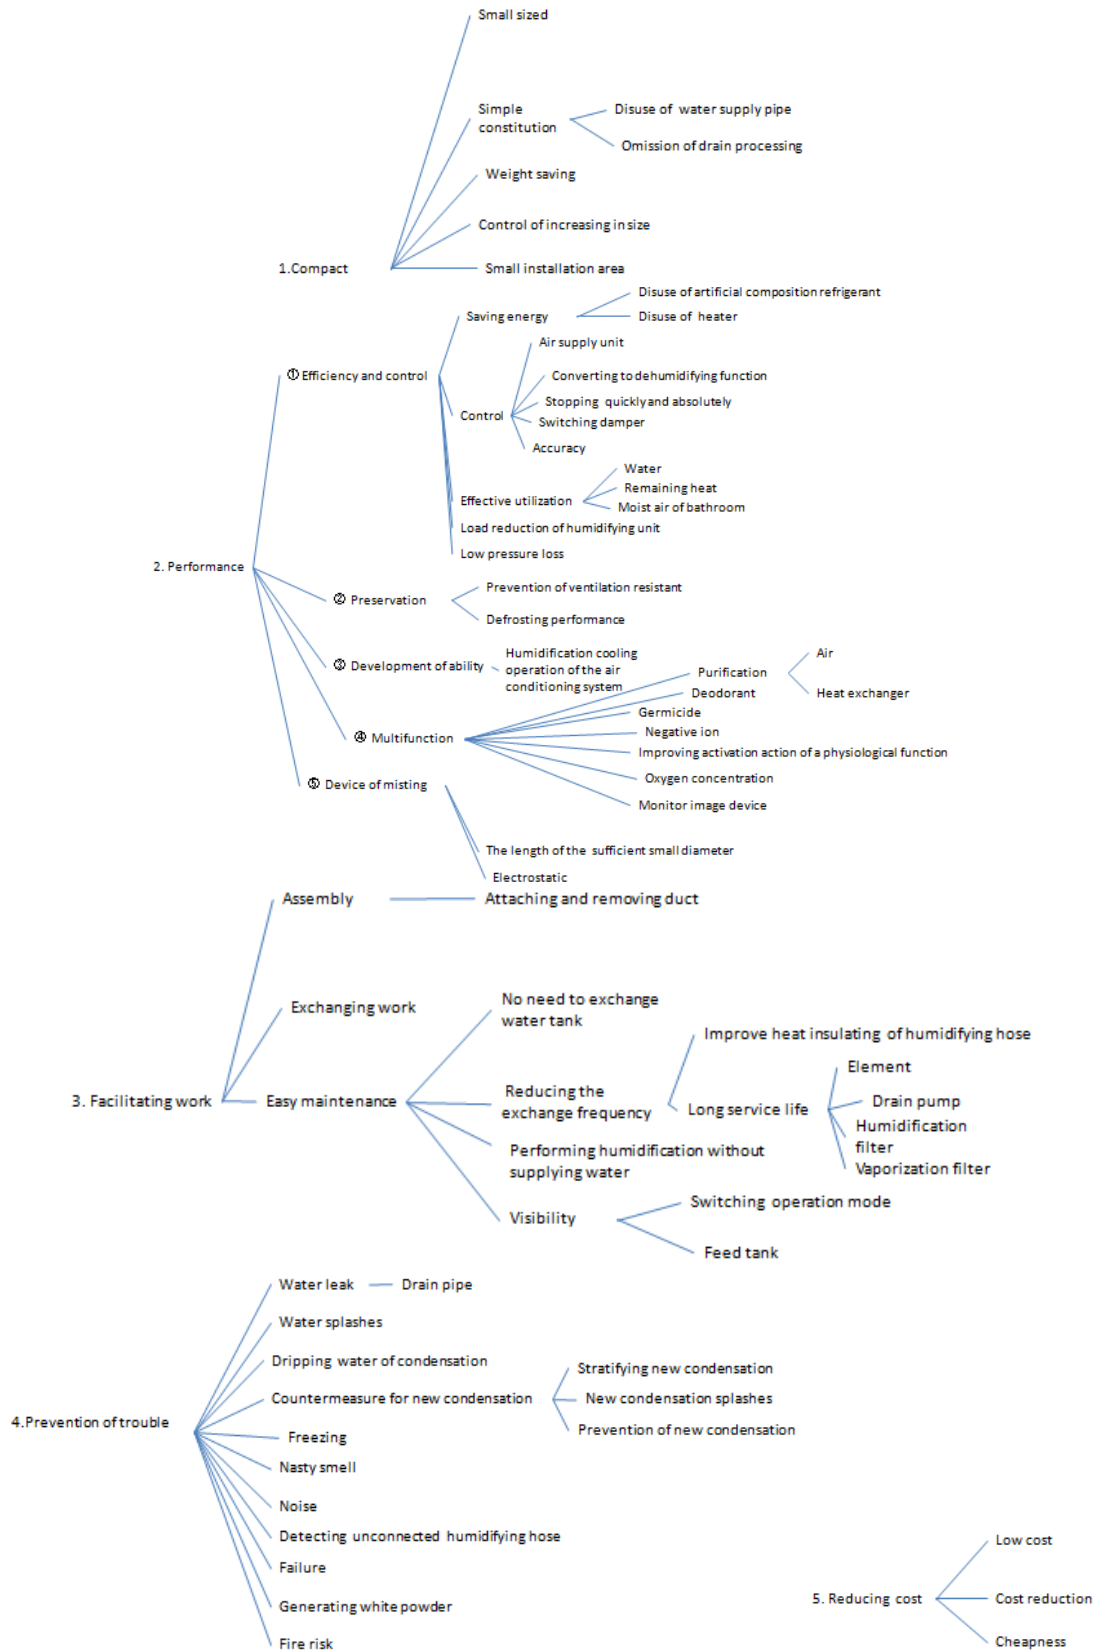 Small sized
Simple
constitution
Disuse of water supply pipe
Omission of drain processing
Weight saving
Control of increasing in size
1.Compact
Small installation area
Disuse of artificial composition refrigerant
Saving energy
Disuse of heater
Air supply unit
① Efficiency and control
Converting to dehumidifying function
Stopping quickly and absolutely
Control
Switching damper
Accuracy
Water
Remaining heat
Effective utilization
Moist air of bathroom
Load reduction of humidifying unit
Low pressure loss
2. Performance
Prevention of ventilation resistant
② Preservation
Defrosting performance
③ Development of ability
Humidification cooling
operation of the air
conditioning system
Air
Purification
Heat exchanger
Deodorant
Germicide
Negative ion
④ Multifunction
Improving activation action of a physiological function
Oxygen concentration
Monitor image device
⑤ Device of misting
The length of the sufficient small diameter
Electrostatic
Assembly
Attaching and removing duct
Exchanging work
No need to exchange
water tank
Improve heat insulating of humidifying hose
3. Facilitating work
Easy maintenance
Reducing the
exchange frequency
Long service life
Element
Drain pump
Humidification
filter
Vaporization filter
Performing humidification without
supplying water
Switching operation mode
Visibility
Feed tank
Water leak
Drain pipe
Water splashes
Dripping water of condensation
Stratifying new condensation
Countermeasure for new condensation
New condensation splashes
Prevention of new condensation
4.Prevention of trouble
Freezing
Nasty smell
Noise
Detecting unconnected humidifying hose
Failure
Generating white powder
Fire risk
Low cost
5. Reducing cost
Cost reduction
Cheapness